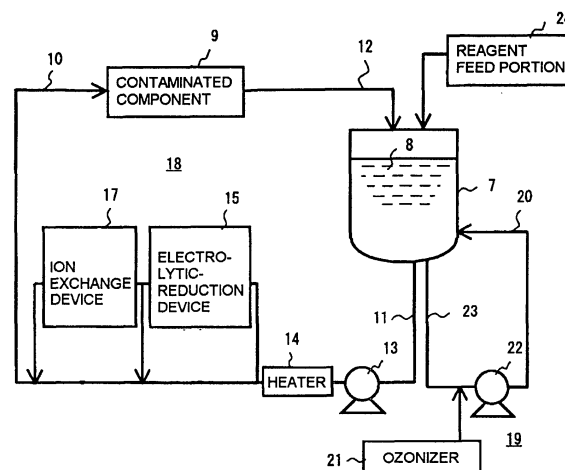 24
REAGENT
FEED PORTION
9
10
CONTAMINATED
COMPONENT
12
8
18
7
17
15
20
ION
EXCHANGE
DEVICE
ELECTRO-
LYTIC-
REDUCTION
DEVICE
11
23
14
13
22
HEATER
21
OZONIZER
19